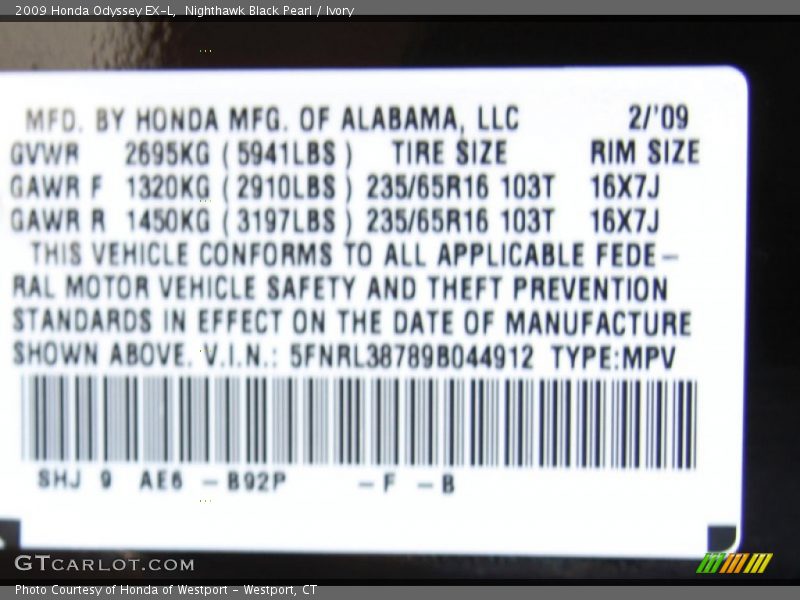 2009 Honda Odyssey EX-L, Nighthawk Black Pearl / Ivory
MFD. BY HONDA MFG. OF ALABAMA, LLC 2/'09
GVWR 2695KG (5941LBS) TIRE SIZE RIM SIZE
GAWR F 1320KG (2910LBS) 235/65R16 103T 16X7J
GAWR R 1450KG (3197LBS) 235/65R16 103T 16X7J
THIS VEHICLE CONFORMS TO ALL APPLICABLE FEDE-
RAL MOTOR VEHICLE SAFETY AND THEFT PREVENTION
STANDARDS IN EFFECT ON THE DATE OF MANUFACTURE
SHOWN ABOVE. V.I.N.: 5FNRL38789B044912 TYPE:MPV
SHJ 9 AE6 - B92P - F - B
GTCARLOT.COM
Photo Courtesy of Honda of Westport - Westport, CT